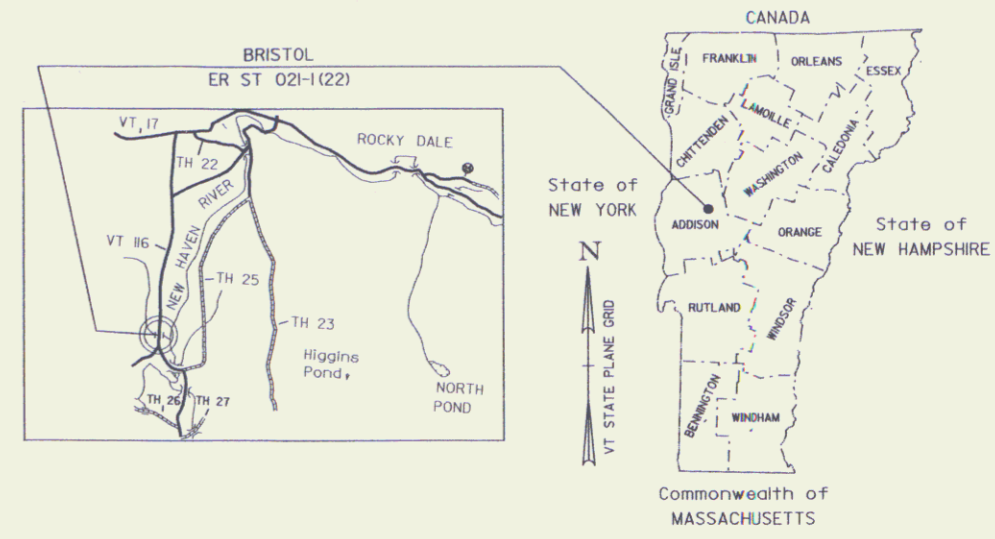 BRISTOL
ER ST 021-1(22)
VT, 17
TH 22
ROCKY DALE
NEW HAVEN RIVER
VT 116
TH 25
TH 23
Higgins
Pond,
NORTH
POND
TH 26
TH 27
CANADA
GRAND ISLE
FRANKLIN
ORLEANS
ESSEX
LAMOILLE
CHITTENDEN
CALEDONIA
WASHINGTON
State of
NEW YORK
ADDISON
ORANGE
State of
NEW HAMPSHIRE
N
VT STATE PLANE GRID
RUTLAND
WINDSOR
BENNINGTON
WINDHAM
Commonwealth of
MASSACHUSETTS